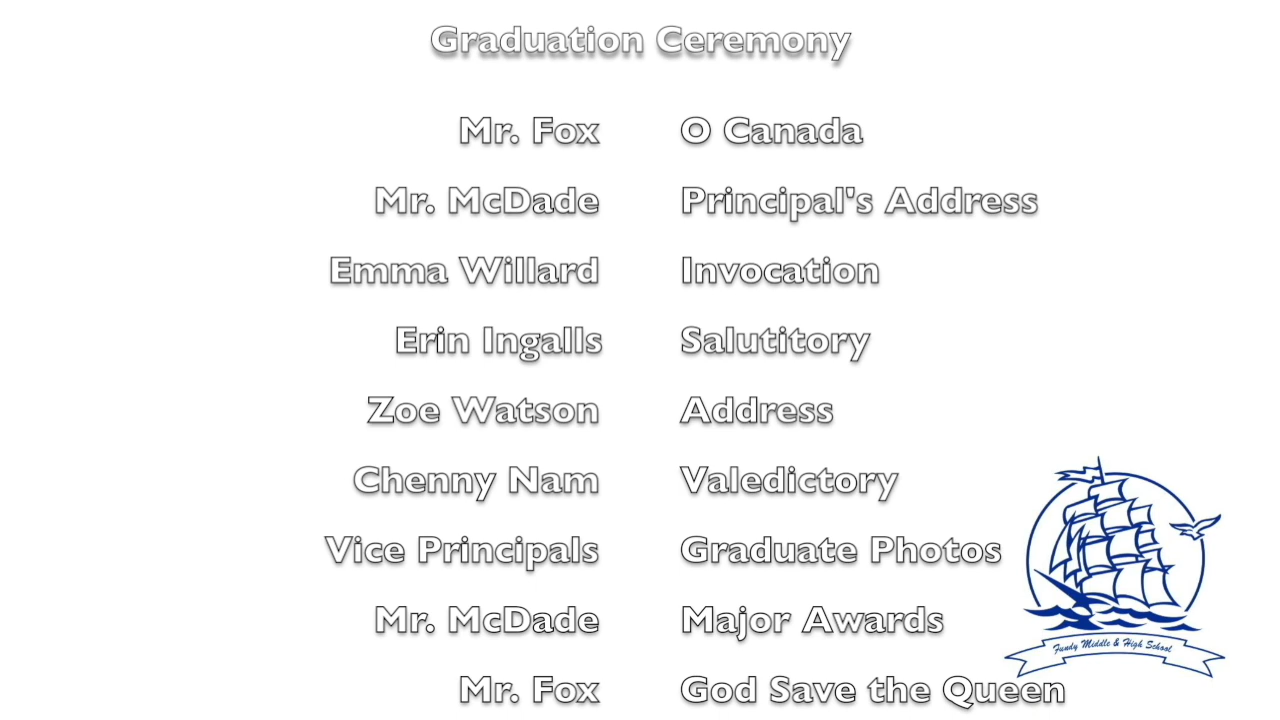 Graduation Ceremony
Mr. Fox O Canada
Mr. McDade Principal's Address
Emma Willard Invocation
Erin Ingalls Salutitory
Zoe Watson Address
Chenny Nam Valedictory
Vice Principals Graduate Photos
Mr. McDade Major Awards
Fundy Middle & High School
Mr. Fox God Save the Queen